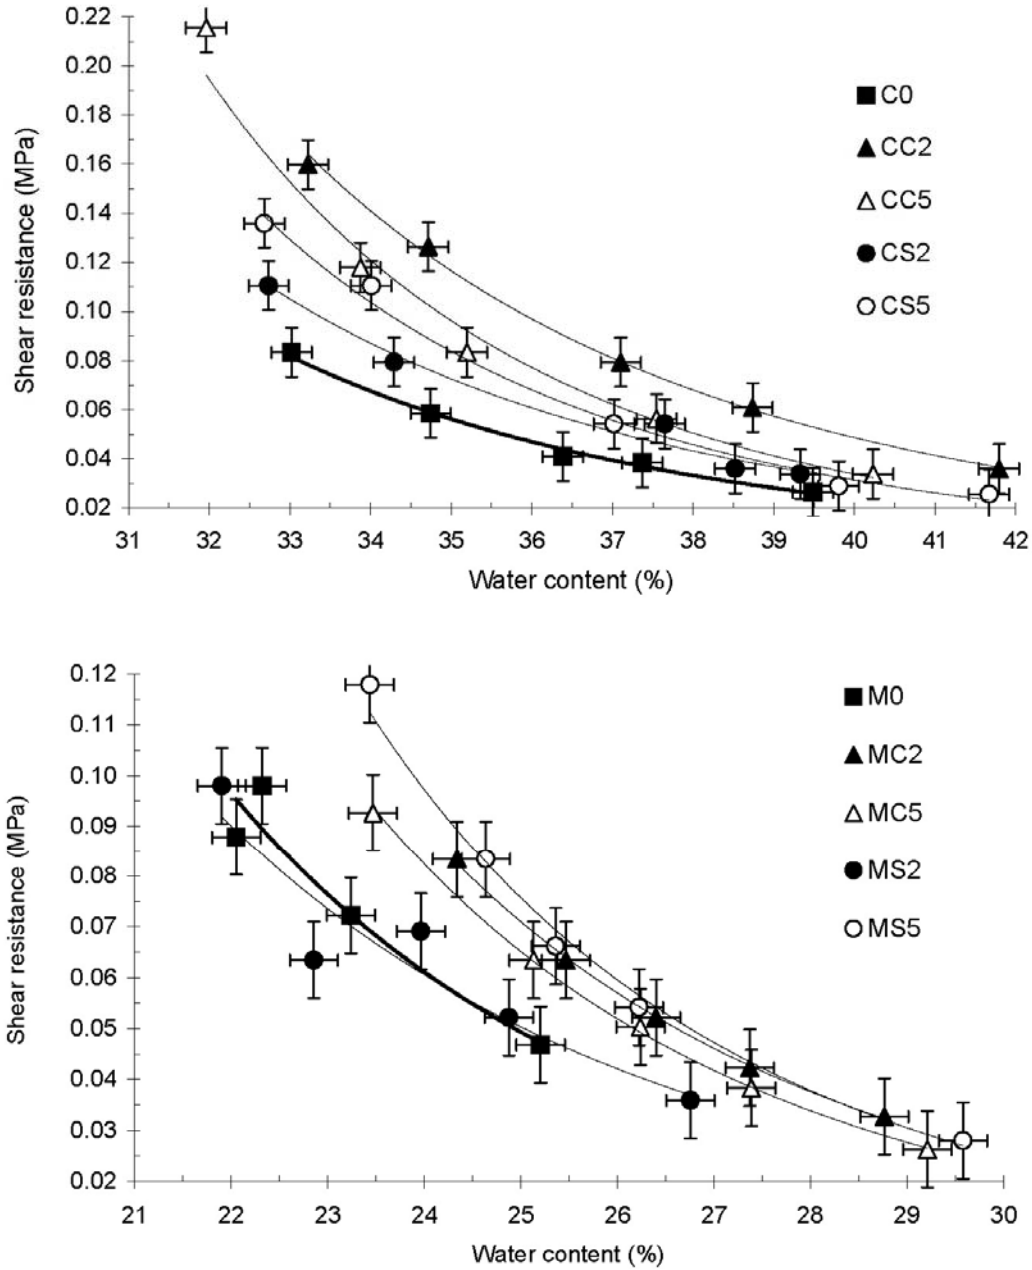 0.22
0.20
0.18
0.16
0.14
0.12
0.10
0.08
0.06
0.04
0.02
Shear resistance (MPa)
C0
CC2
CC5
CS2
CS5
31 32 33 34 35 36 37 38 39 40 41 42
Water content (%)
0.12
0.11
0.10
0.09
0.08
0.07
0.06
0.05
0.04
0.03
0.02
Shear resistance (MPa)
M0
MC2
MC5
MS2
MS5
21 22 23 24 25 26 27 28 29 30
Water content (%)